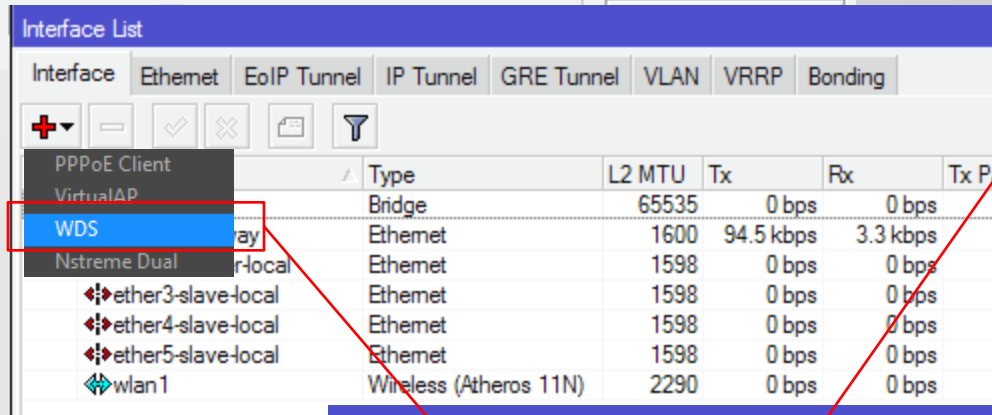 Interface List
Interface Ethernet EoIP Tunnel IP Tunnel GRE Tunnel VLAN VRRP Bonding
PPPoE Client
Type L2 MTU Tx Rx Tx P
VirtualAP
Bridge 65535 0 bps 0 bps
WDS
ay Ethernet 1600 94.5 kbps 3.3 kbps
Nstreme Dual
r-local Ethernet 1598 0 bps 0 bps
ether3-slave-local Ethernet 1598 0 bps 0 bps
ether4-slave-local Ethernet 1598 0 bps 0 bps
ether5-slave-local Ethernet 1598 0 bps 0 bps
wlan1 Wireless (Atheros 11N) 2290 0 bps 0 bps